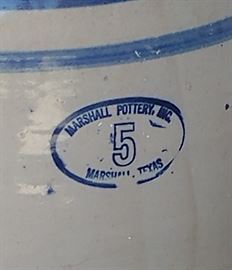 MARSHALL POTTERY, INC.
5
MARSHALL, TEXAS